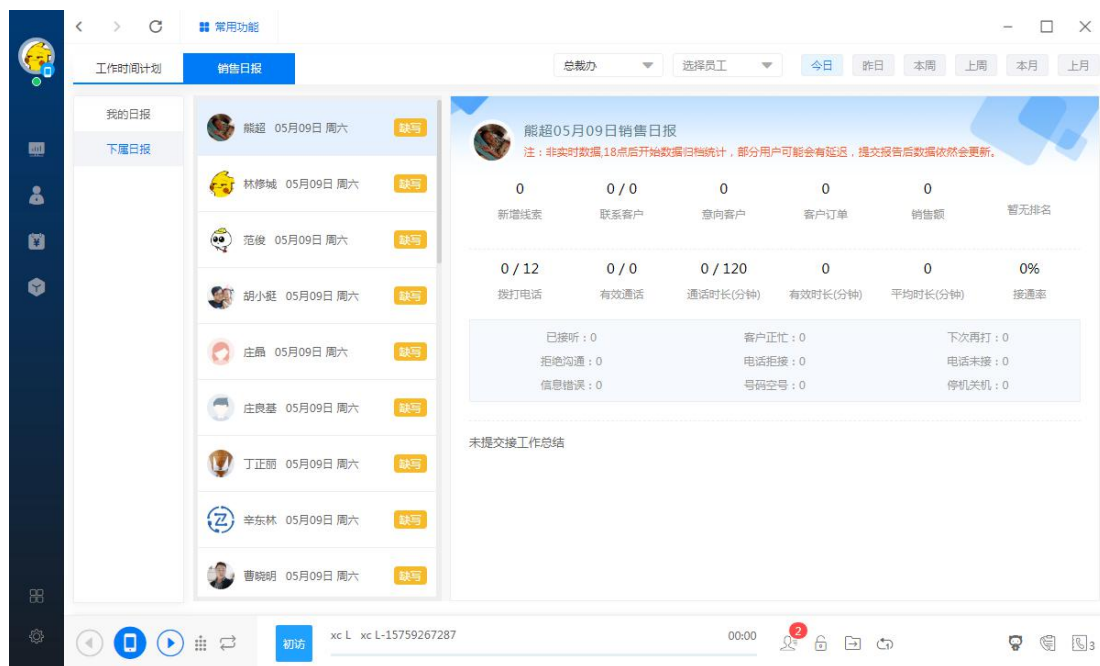 常用功能
工作时间计划 销售日报 总裁办 选择员工 今日 昨日 本周 上周 本月 上月
我的日报
下属日报
熊超 05月09日 周六 缺写
林修城 05月09日 周六 缺写
范俊 05月09日 周六 缺写
胡小挺 05月09日 周六 缺写
庄晶 05月09日 周六 缺写
庄良基 05月09日 周六 缺写
丁正丽 05月09日 周六 缺写
辛东林 05月09日 周六 缺写
曹晓明 05月09日 周六 缺写
熊超05月09日销售日报
注：非实时数据,18点后开始数据归档统计，部分用户可能会有延迟，提交报告后数据依然会更新。
0 0 / 0 0 0 0
新增线索 联系客户 意向客户 客户订单 销售额 暂无排名
0 / 12 0 / 0 0 / 120 0 0 0%
拨打电话 有效通话 通话时长(分钟) 有效时长(分钟) 平均时长(分钟) 接通率
已接听：0 客户正忙：0 下次再打：0
拒绝沟通：0 电话拒接：0 电话未接：0
信息错误：0 号码空号：0 停机关机：0
未提交接工作总结
初访 xc L xc L-15759267287 00:00 2 3